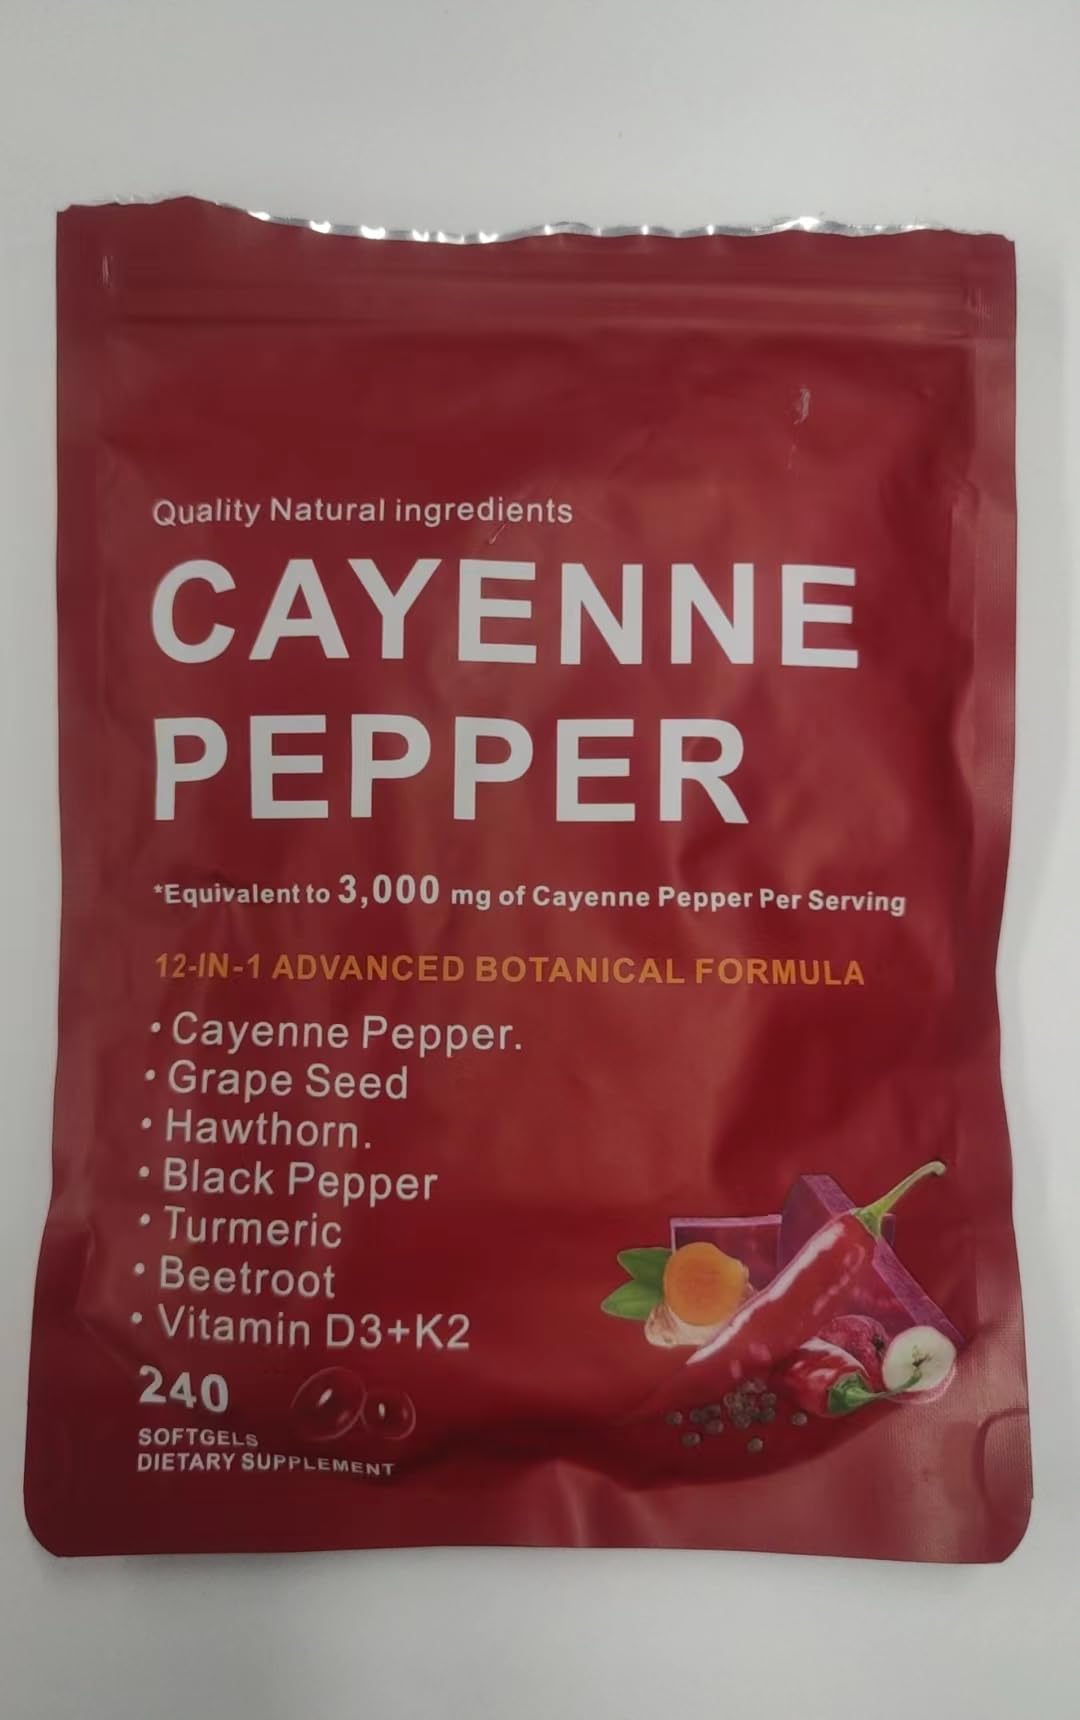 Quality Natural ingredients
CAYENNE
PEPPER
*Equivalent to 3,000 mg of Cayenne Pepper Per Serving
12-IN-1 ADVANCED BOTANICAL FORMULA
• Cayenne Pepper.
• Grape Seed
• Hawthorn.
• Black Pepper
• Turmeric
• Beetroot
• Vitamin D3+K2
240
SOFTGELS
DIETARY SUPPLEMENT